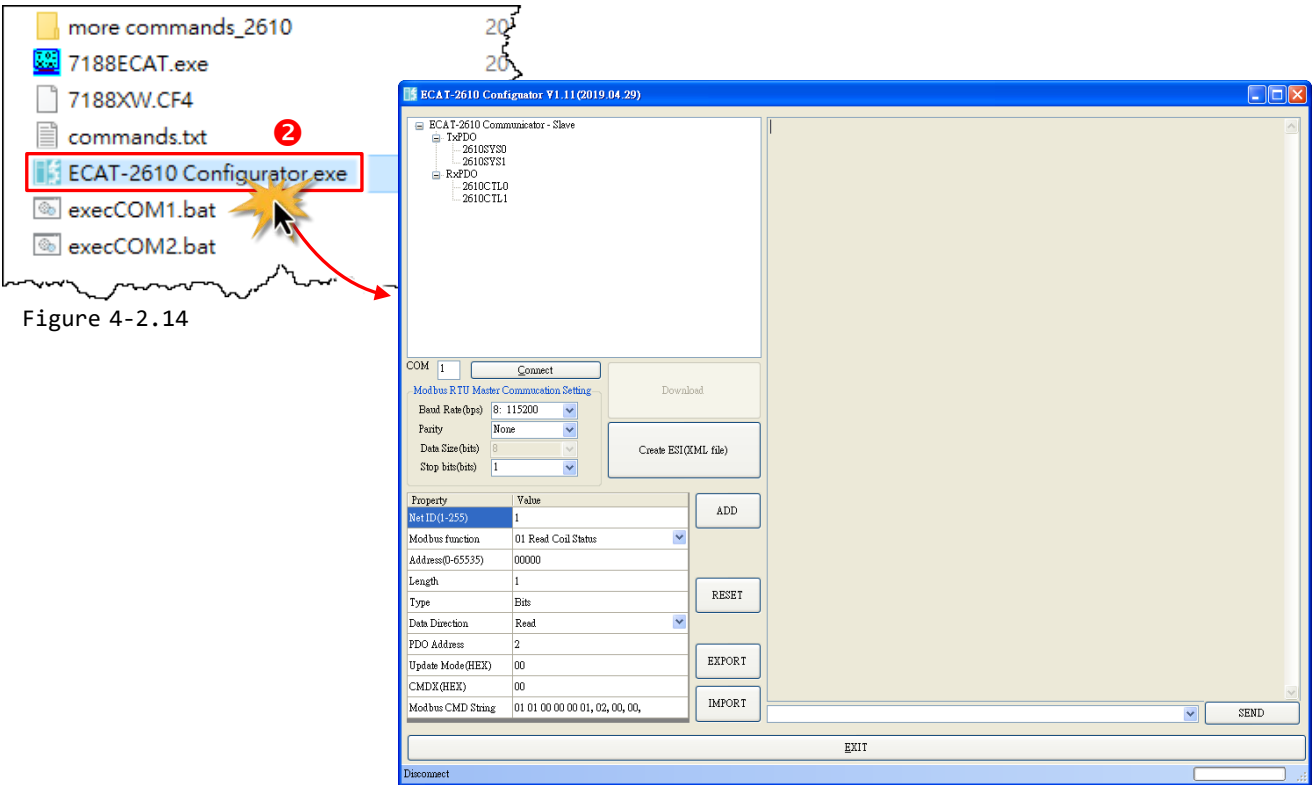 more commands_2610 20
7188ECAT.exe 20
7188XW.CF4
commands.txt
2
ECAT-2610 Configurator.exe
execCOM1.bat
execCOM2.bat
Figure 4-2.14
ECAT-2610 Configuator V1.11(2019.04.29)
ECAT-2610 Communicator - Slave
TxPDO
2610SYS0
2610SYS1
RxPDO
2610CTL0
2610CTL1
COM 1 Connect
Download
Modbus RTU Master Commucation Setting
Baud Rate(bps) 8: 115200
Parity None
Data Size(bits) 8
Stop bits(bits) 1
Create ESI(XML file)
Property Value
Net ID(1-255) 1
Modbus function 01 Read Coil Status
Address(0-65535) 00000
Length 1
Type Bits
Data Direction Read
PDO Address 2
Update Mode(HEX) 00
CMDX(HEX) 00
Modbus CMD String 01 01 00 00 00 01, 02, 00, 00,
ADD
RESET
EXPORT
IMPORT
SEND
EXIT
Disconnect